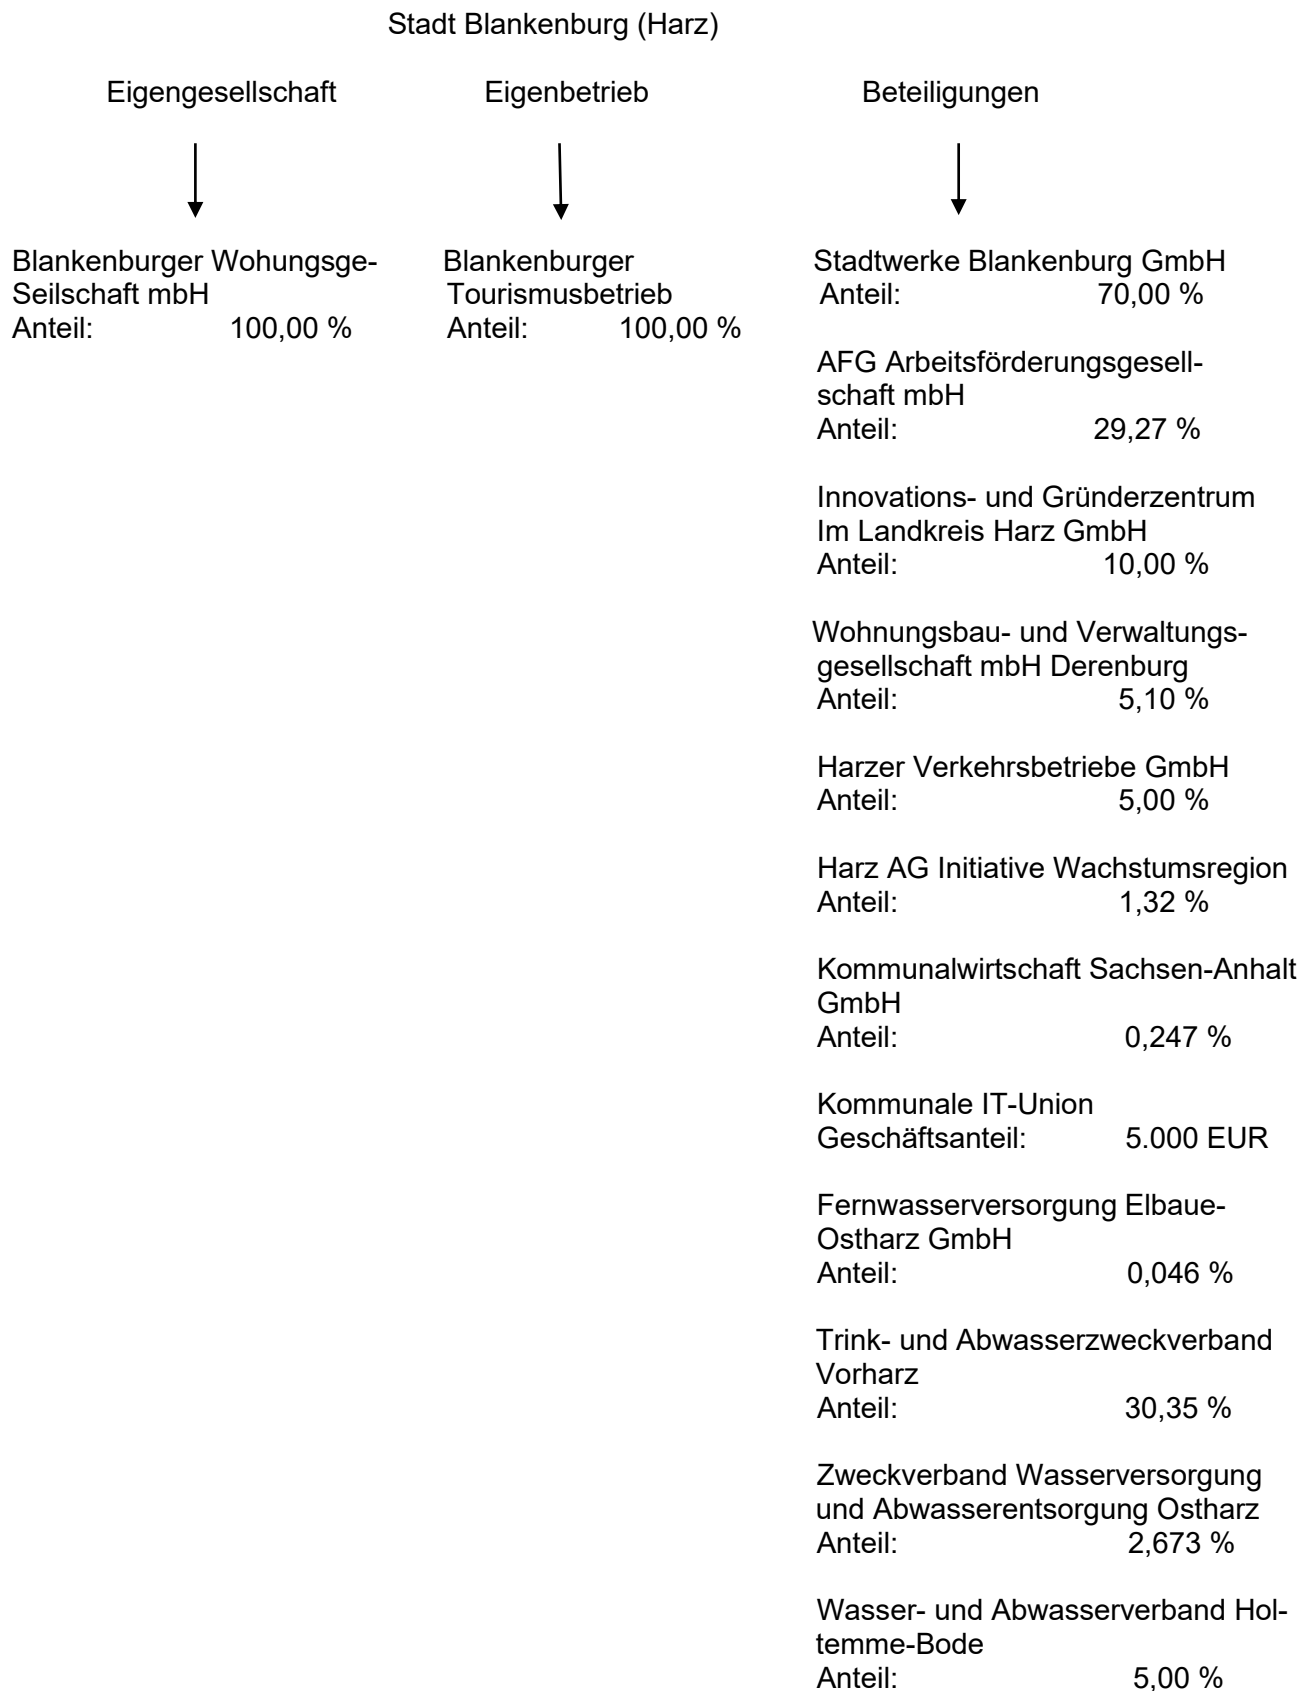 Stadt Blankenburg (Harz)
Eigengesellschaft
Eigenbetrieb
Beteiligungen
Blankenburger Wohungsge-
Seilschaft mbH
Anteil: 100,00 %
Blankenburger
Tourismusbetrieb
Anteil: 100,00 %
Stadtwerke Blankenburg GmbH
Anteil: 70,00 %
AFG Arbeitsförderungsgesell-
schaft mbH
Anteil: 29,27 %
Innovations- und Gründerzentrum
Im Landkreis Harz GmbH
Anteil: 10,00 %
Wohnungsbau- und Verwaltungs-
gesellschaft mbH Derenburg
Anteil: 5,10 %
Harzer Verkehrsbetriebe GmbH
Anteil: 5,00 %
Harz AG Initiative Wachstumsregion
Anteil: 1,32 %
Kommunalwirtschaft Sachsen-Anhalt
GmbH
Anteil: 0,247 %
Kommunale IT-Union
Geschäftsanteil: 5.000 EUR
Fernwasserversorgung Elbaue-
Ostharz GmbH
Anteil: 0,046 %
Trink- und Abwasserzweckverband
Vorharz
Anteil: 30,35 %
Zweckverband Wasserversorgung
und Abwasserentsorgung Ostharz
Anteil: 2,673 %
Wasser- und Abwasserverband Hol-
temme-Bode
Anteil: 5,00 %